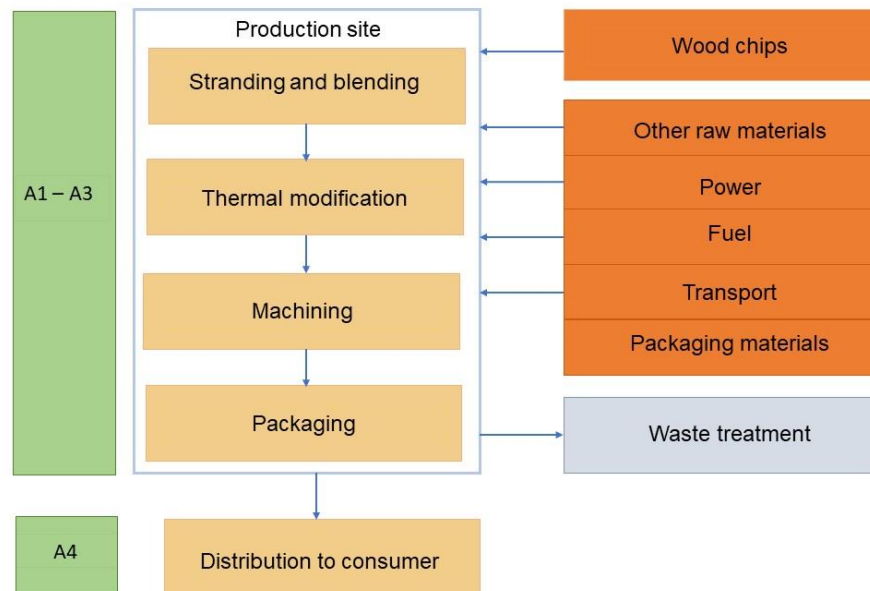 Production site
Wood chips
Stranding and blending
Other raw materials
A1 – A3
Thermal modification
Power
Fuel
Machining
Transport
Packaging materials
Packaging
Waste treatment
A4
Distribution to consumer